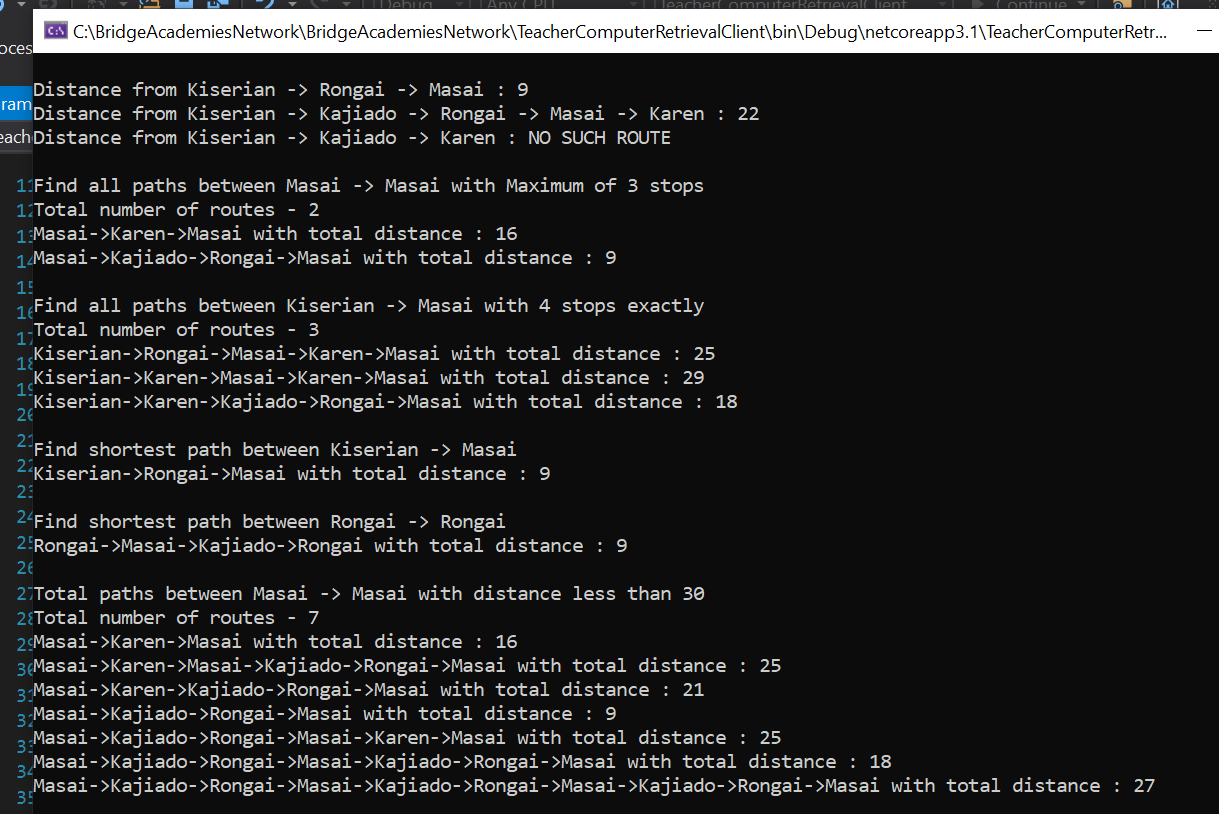 Debug
Any CPU
TeacherComputerRetrievalClient
Continue
C:\BridgeAcademiesNetwork\BridgeAcademiesNetwork\TeacherComputerRetrievalClient\bin\Debug\netcoreapp3.1\TeacherComputerRetr...
Distance from Kiserian -> Rongai -> Masai : 9
Distance from Kiserian -> Kajiado -> Rongai -> Masai -> Karen : 22
Distance from Kiserian -> Kajiado -> Karen : NO SUCH ROUTE
Find all paths between Masai -> Masai with Maximum of 3 stops
Total number of routes - 2
Masai->Karen->Masai with total distance : 16
Masai->Kajiado->Rongai->Masai with total distance : 9
Find all paths between Kiserian -> Masai with 4 stops exactly
Total number of routes - 3
Kiserian->Rongai->Masai->Karen->Masai with total distance : 25
Kiserian->Karen->Masai->Karen->Masai with total distance : 29
Kiserian->Karen->Kajiado->Rongai->Masai with total distance : 18
Find shortest path between Kiserian -> Masai
Kiserian->Rongai->Masai with total distance : 9
Find shortest path between Rongai -> Rongai
Rongai->Masai->Kajiado->Rongai with total distance : 9
Total paths between Masai -> Masai with distance less than 30
Total number of routes - 7
Masai->Karen->Masai with total distance : 16
Masai->Karen->Masai->Kajiado->Rongai->Masai with total distance : 25
Masai->Karen->Kajiado->Rongai->Masai with total distance : 21
Masai->Kajiado->Rongai->Masai with total distance : 9
Masai->Kajiado->Rongai->Masai->Karen->Masai with total distance : 25
Masai->Kajiado->Rongai->Masai->Kajiado->Rongai->Masai with total distance : 18
Masai->Kajiado->Rongai->Masai->Kajiado->Rongai->Masai->Kajiado->Rongai->Masai with total distance : 27